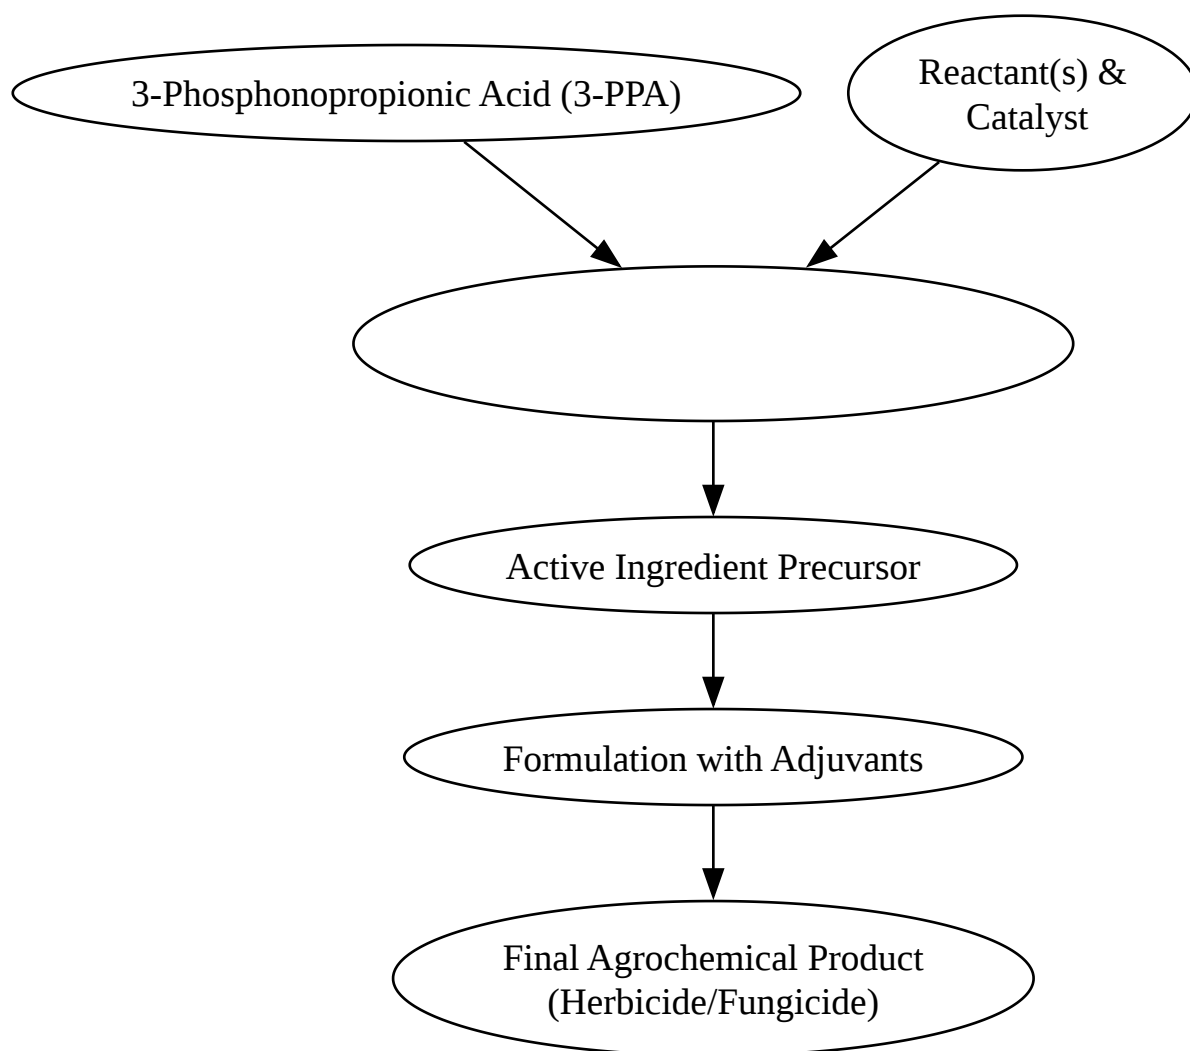 3-Phosphonopropionic Acid (3-PPA)
Reactant(s) &
Catalyst
Active Ingredient Precursor
Formulation with Adjuvants
Final Agrochemical Product
(Herbicide/Fungicide)